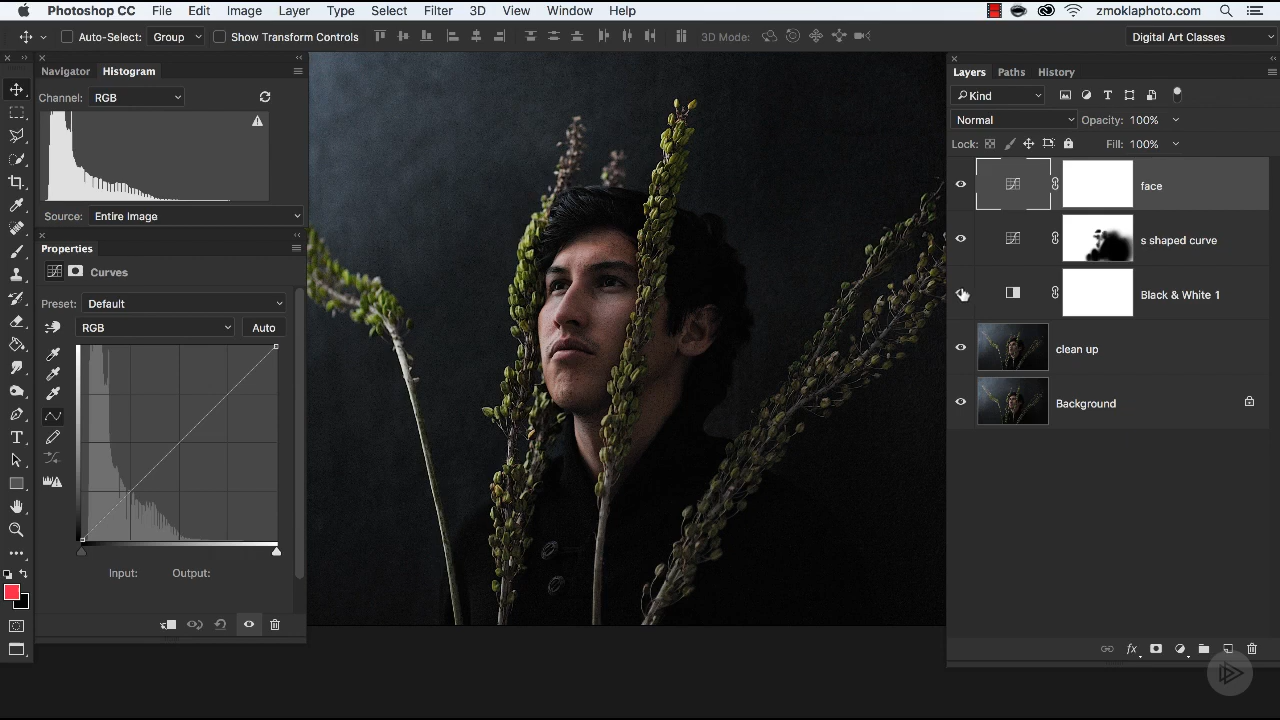 Photoshop CC File Edit Image Layer Type Select Filter 3D View Window Help zmoklaphoto.com
Auto-Select: Group Show Transform Controls 3D Mode: Digital Art Classes
Navigator Histogram
Channel: RGB
Source: Entire Image
Properties
Curves
Preset: Default
RGB Auto
Input: Output:
Layers Paths History
Kind
Normal Opacity: 100%
Lock: Fill: 100%
face
s shaped curve
Black & White 1
clean up
Background
fx